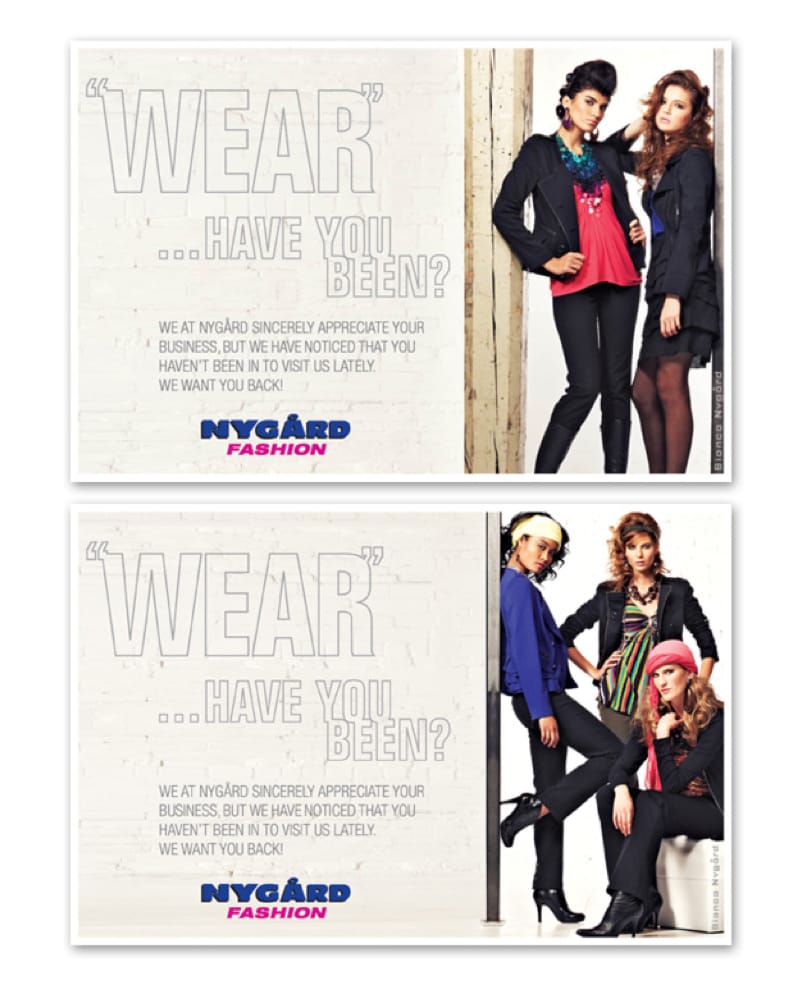 “WEAR”
...HAVE YOU
BEEN?
WE AT NYGÅRD SINCERELY APPRECIATE YOUR
BUSINESS, BUT WE HAVE NOTICED THAT YOU
HAVEN'T BEEN IN TO VISIT US LATELY.
WE WANT YOU BACK!
NYGÅRD
FASHION
Bianca Nygård
“WEAR”
...HAVE YOU
BEEN?
WE AT NYGÅRD SINCERELY APPRECIATE YOUR
BUSINESS, BUT WE HAVE NOTICED THAT YOU
HAVEN'T BEEN IN TO VISIT US LATELY.
WE WANT YOU BACK!
NYGÅRD
FASHION
Bianca Nygård